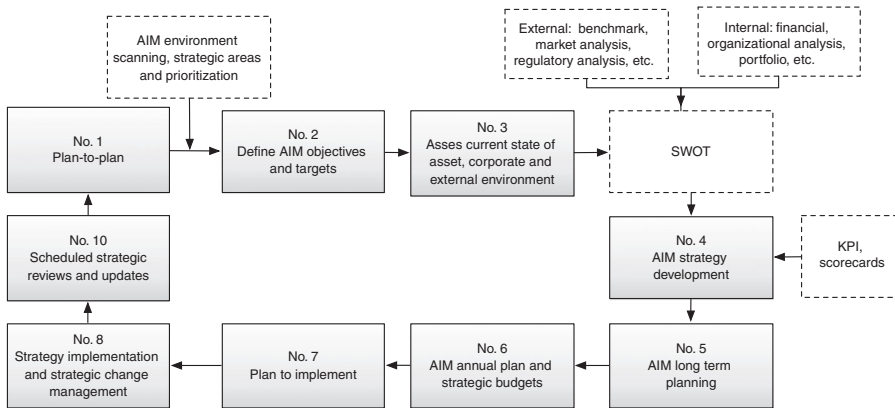 AIM environment
scanning, strategic areas
and prioritization
External: benchmark,
market analysis,
regulatory analysis, etc.
Internal: financial,
organizational analysis,
portfolio, etc.
No. 1
Plan-to-plan
No. 2
Define AIM objectives
and targets
No. 3
Asses current state of
asset, corporate and
external environment
SWOT
No. 10
Scheduled strategic
reviews and updates
No. 4
AIM strategy
development
KPI,
scorecards
No. 8
Strategy implementation
and strategic change
management
No. 7
Plan to implement
No. 6
AIM annual plan and
strategic budgets
No. 5
AIM long term
planning